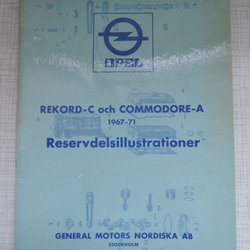 OPEL
REKORD-C och COMMODORE-A
1967-71
Reservdelsillustrationer
GENERAL MOTORS NORDISKA AB
STOCKHOLM